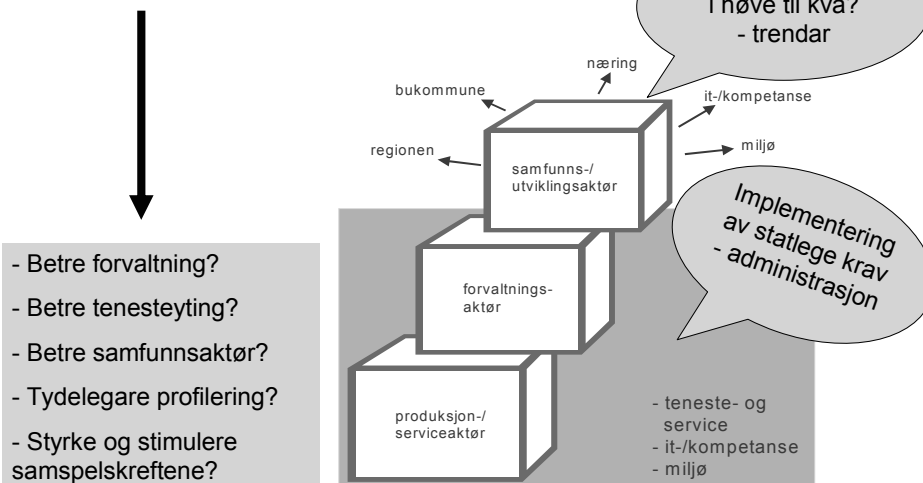 I høve til kva?
- trendar
næring
bukommune
it-/kompetanse
regionen
miljø
samfunns-/
utviklingsaktør
Implementering
av statlege krav
- administrasjon
forvaltnings-
aktør
produksjon-/
serviceaktør
- teneste- og
service
- it-/kompetanse
- miljø
- Betre forvaltning?
- Betre tenesteyting?
- Betre samfunnsaktør?
- Tydelegare profilering?
- Styrke og stimulere
samspelskreftene?